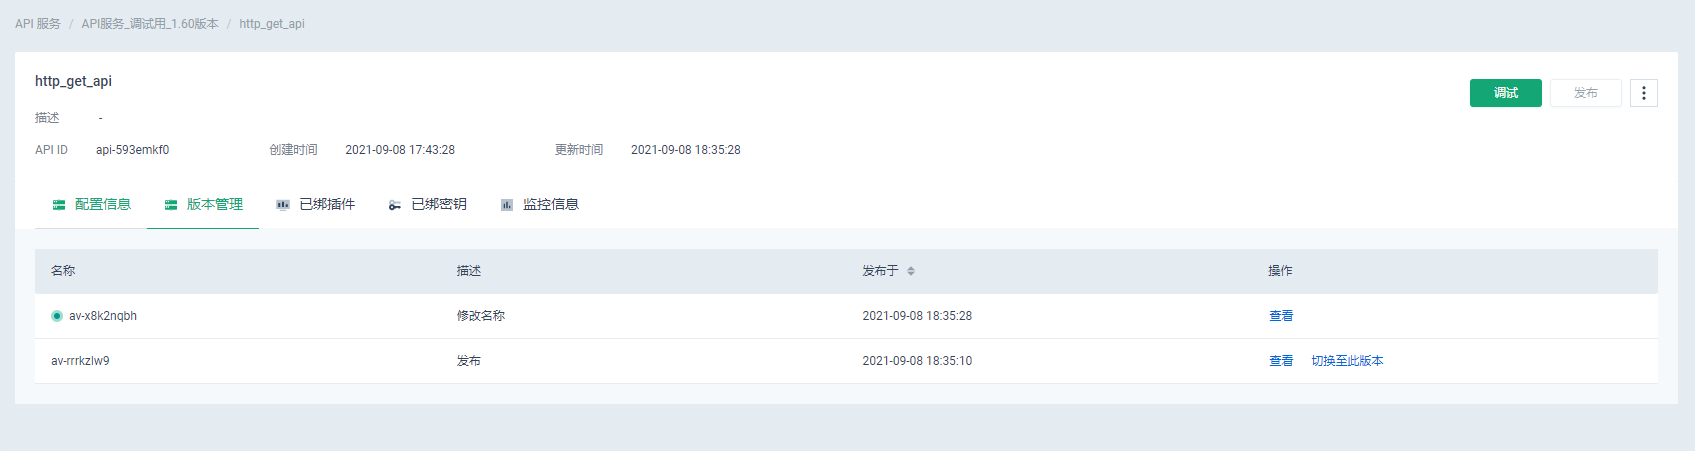 API 服务 / API服务_调试用_1.60版本 / http_get_api
http_get_api
调试 发布
描述 -
API ID api-593emkf0 创建时间 2021-09-08 17:43:28 更新时间 2021-09-08 18:35:28
配置信息 版本管理 已绑插件 已绑密钥 监控信息
名称 描述 发布于 操作
av-x8k2nqbh 修改名称 2021-09-08 18:35:28 查看
av-rrrkzlw9 发布 2021-09-08 18:35:10 查看 切换至此版本